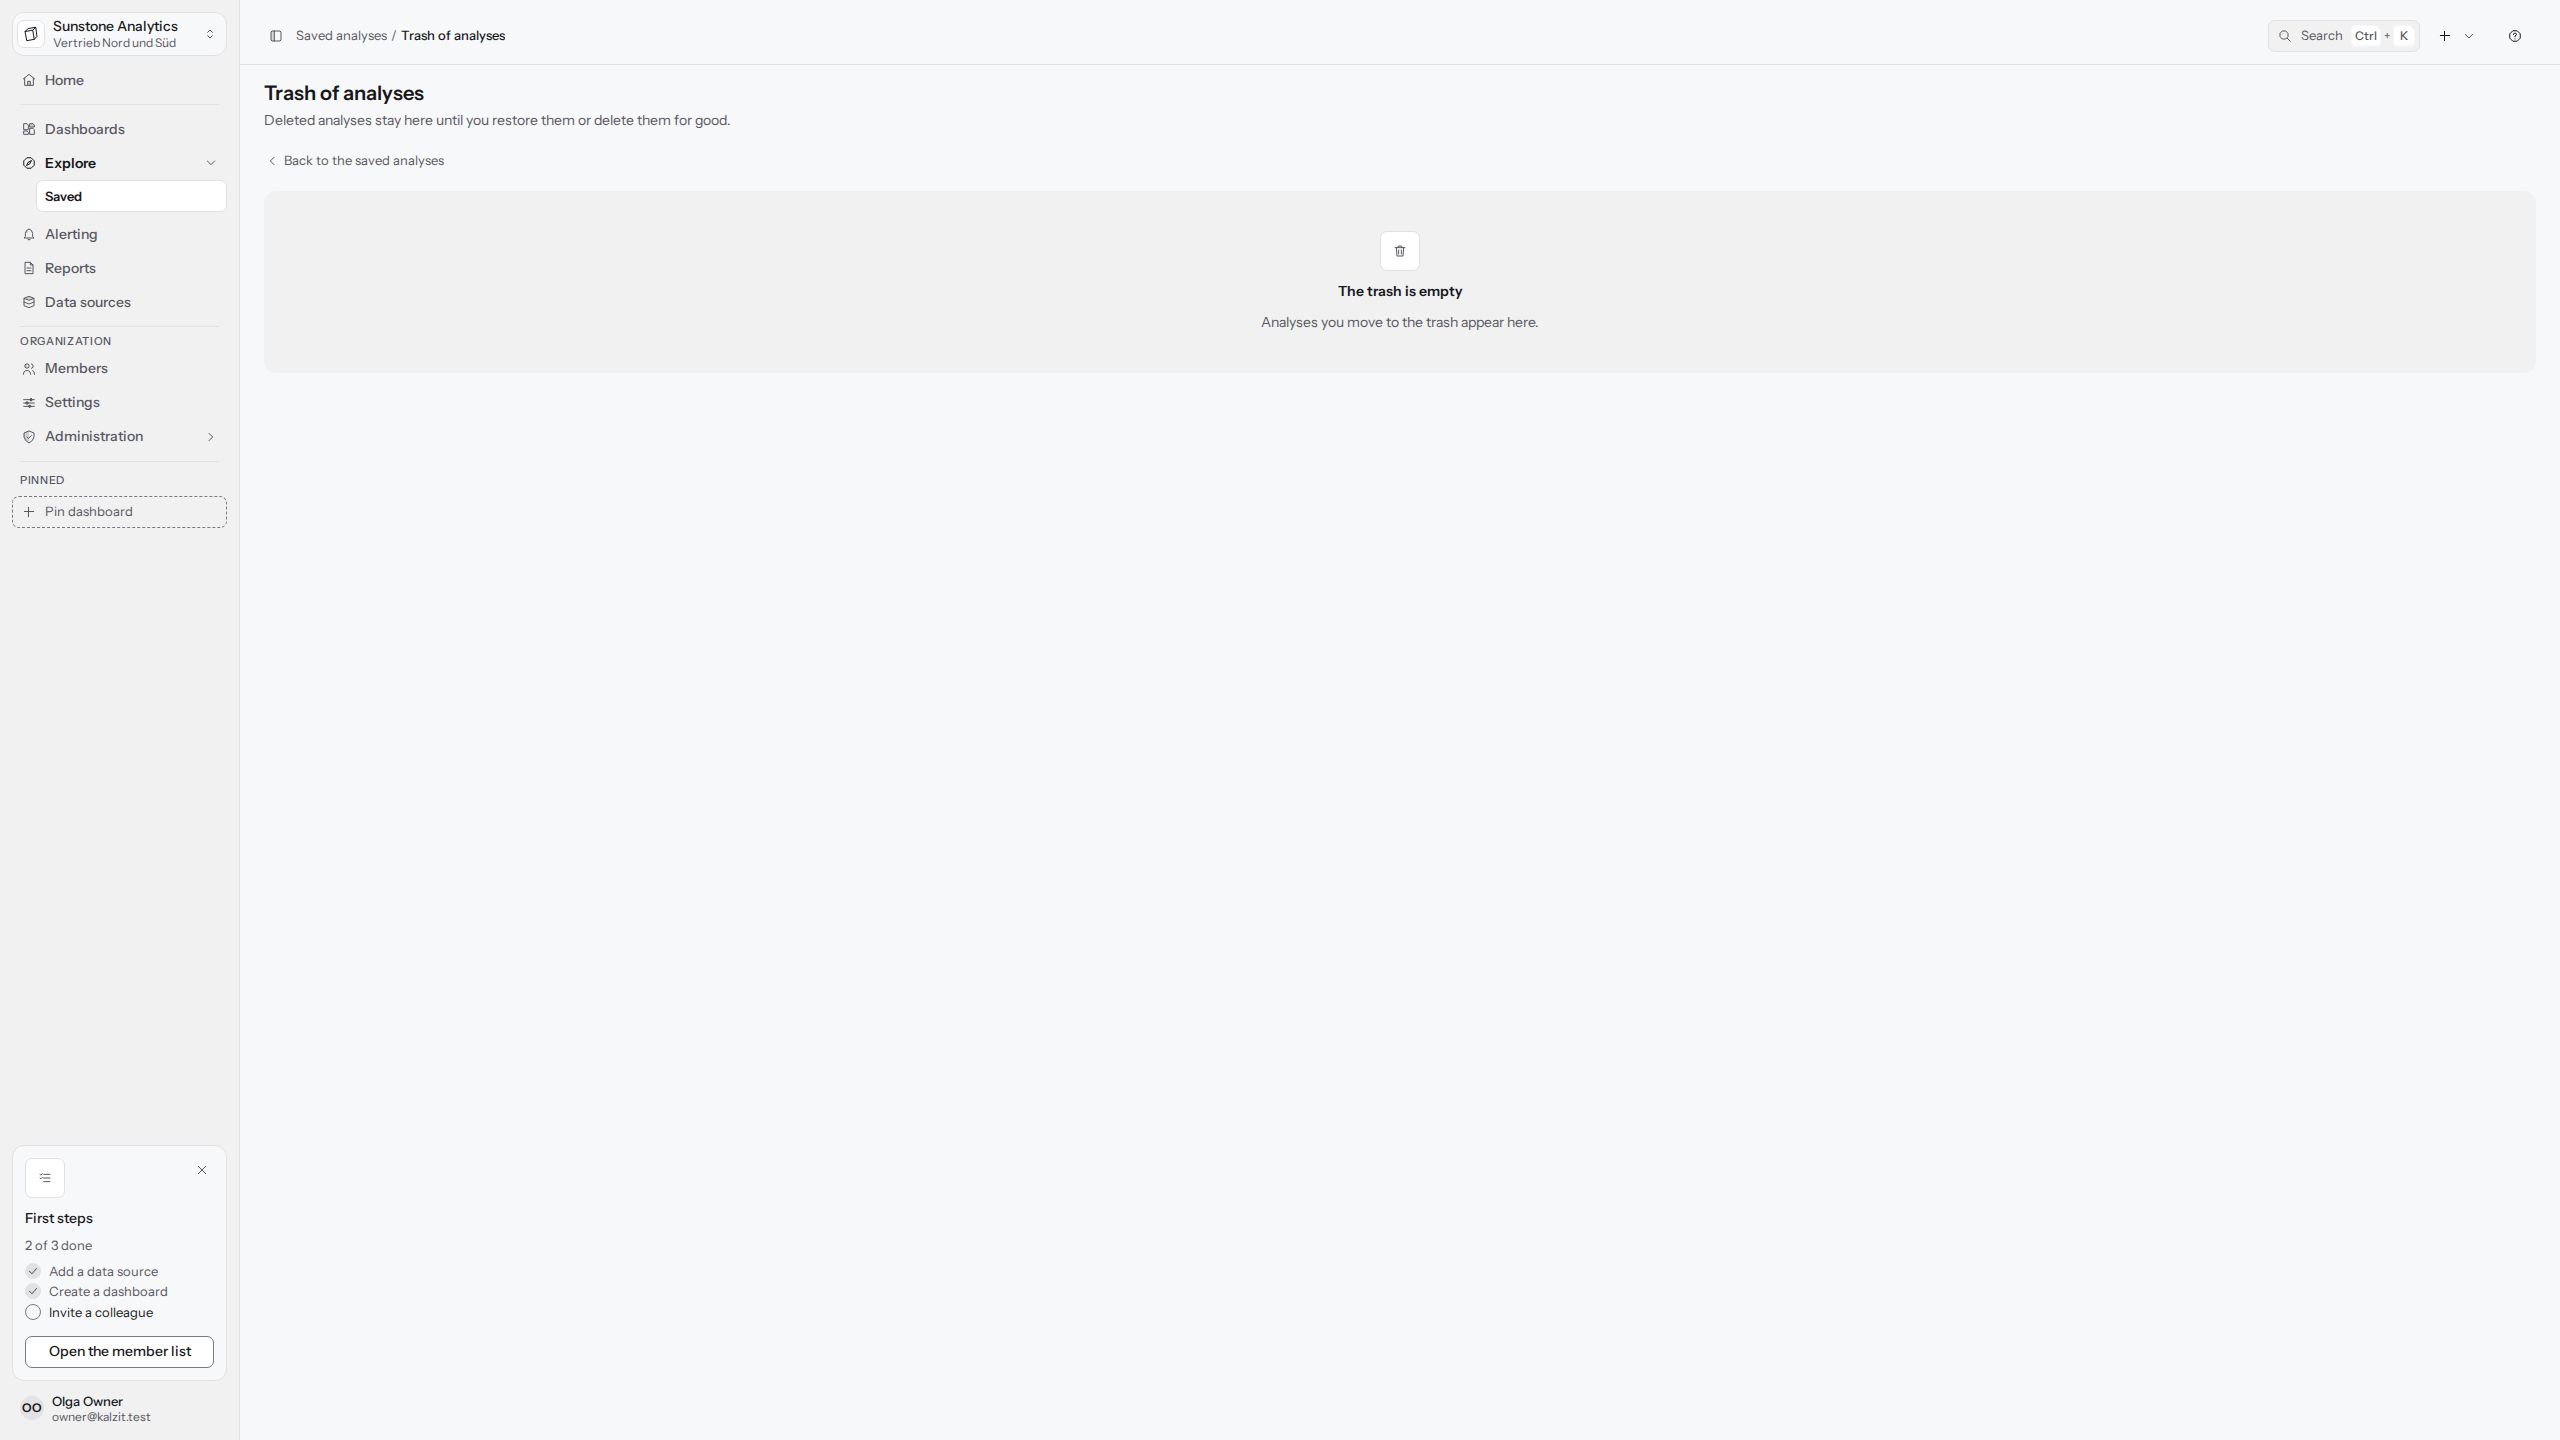 Sunstone Analytics
Vertrieb Nord und Süd
Home
Dashboards
Explore
Saved
Alerting
Reports
Data sources
ORGANIZATION
Members
Settings
Administration
PINNED
Pin dashboard
First steps
2 of 3 done
Add a data source
Create a dashboard
Invite a colleague
Open the member list
OO
Olga Owner
owner@kalzit.test
Saved analyses / Trash of analyses
Search Ctrl + K
Trash of analyses
Deleted analyses stay here until you restore them or delete them for good.
Back to the saved analyses
The trash is empty
Analyses you move to the trash appear here.